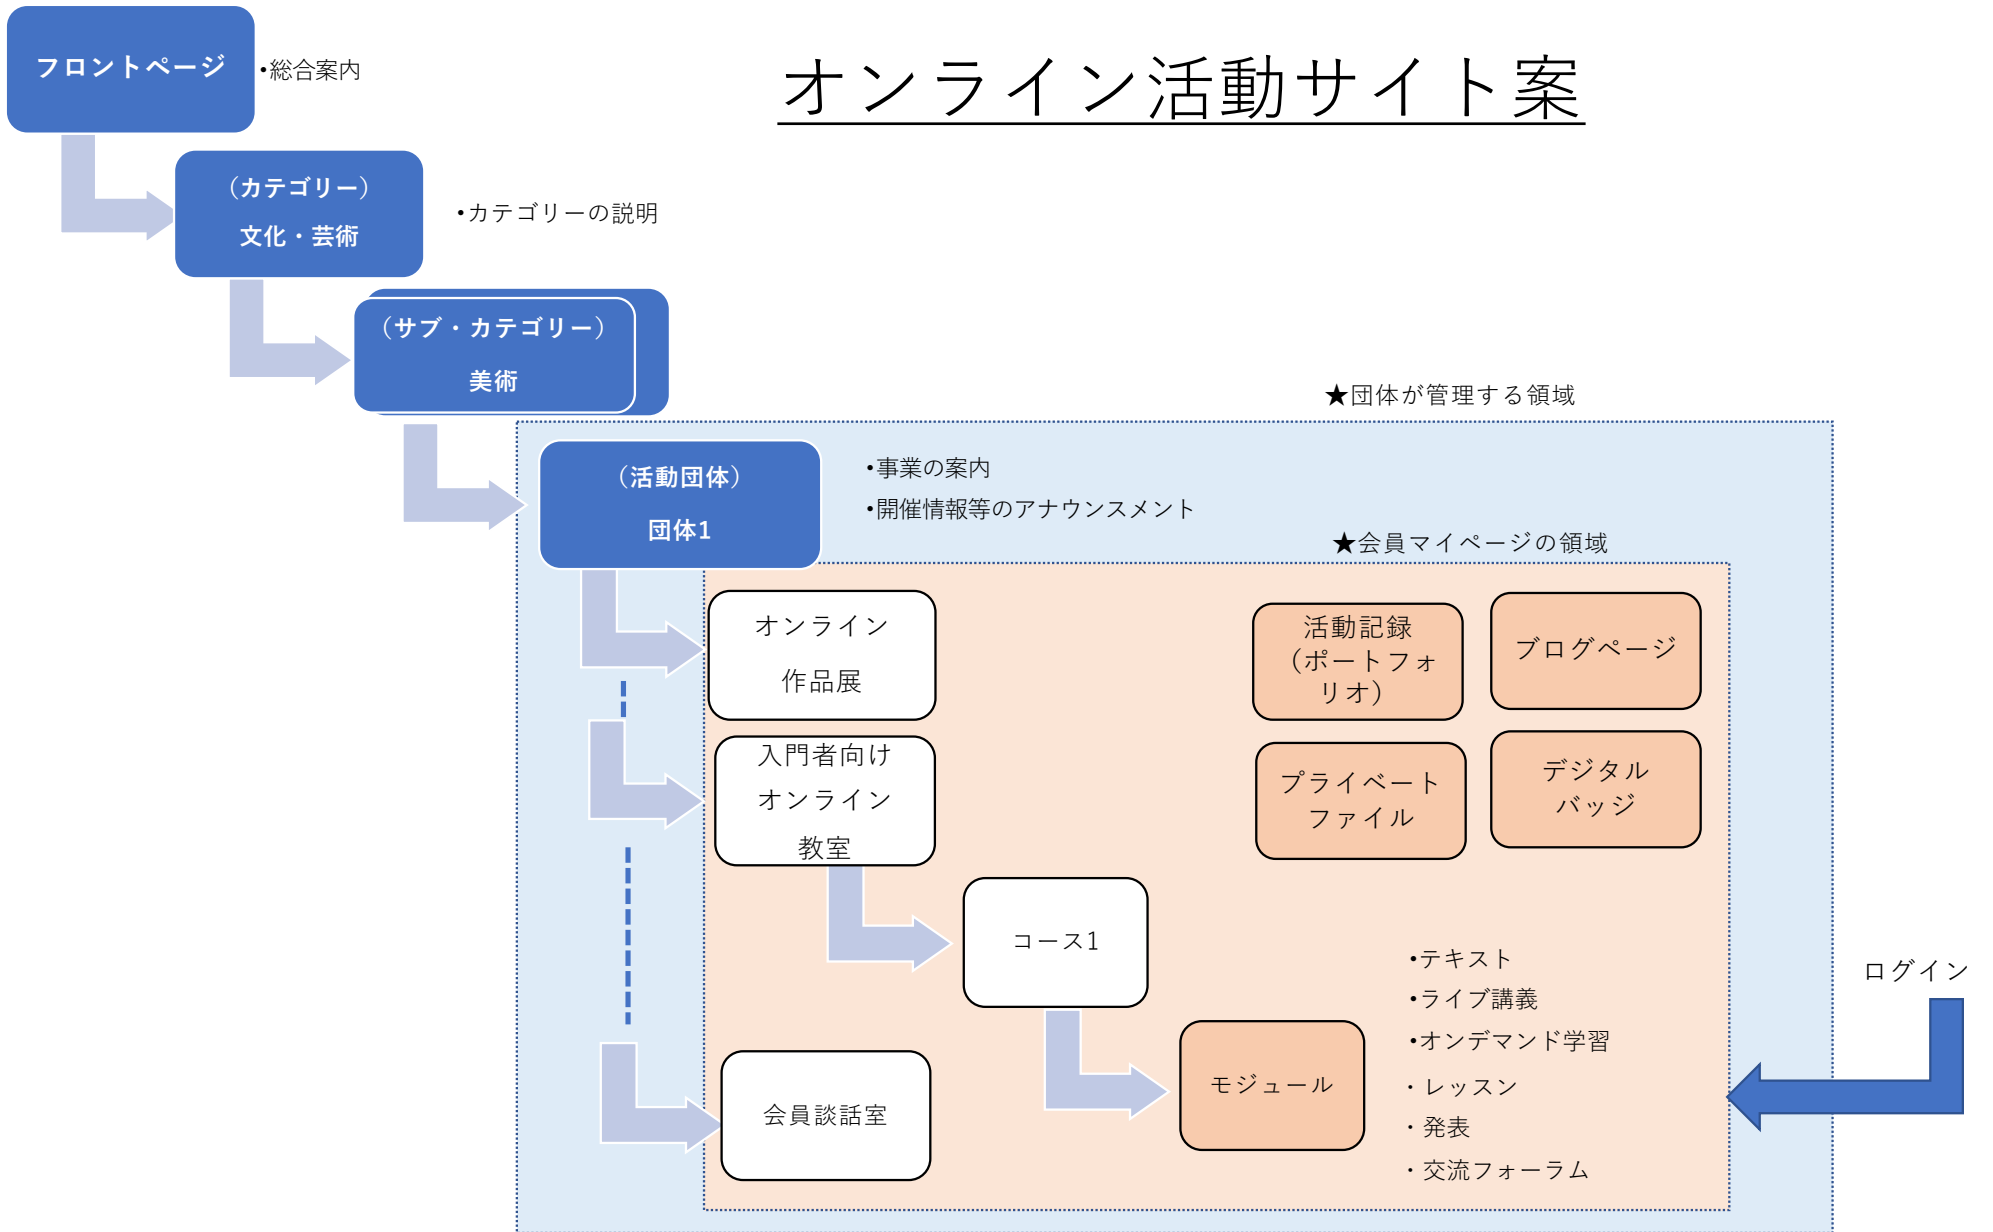 フロントページ
•総合案内
オンライン活動サイト案
（カテゴリー）
文化・芸術
•カテゴリーの説明
（サブ・カテゴリー）
美術
★団体が管理する領域
（活動団体）
団体1
•事業の案内
•開催情報等のアナウンスメント
★会員マイページの領域
オンライン
作品展
活動記録
（ポートフォ
リオ）
ブログページ
入門者向け
オンライン
教室
プライベート
ファイル
デジタル
バッジ
コース1
モジュール
•テキスト
•ライブ講義
•オンデマンド学習
・レッスン
・発表
・交流フォーラム
ログイン
会員談話室